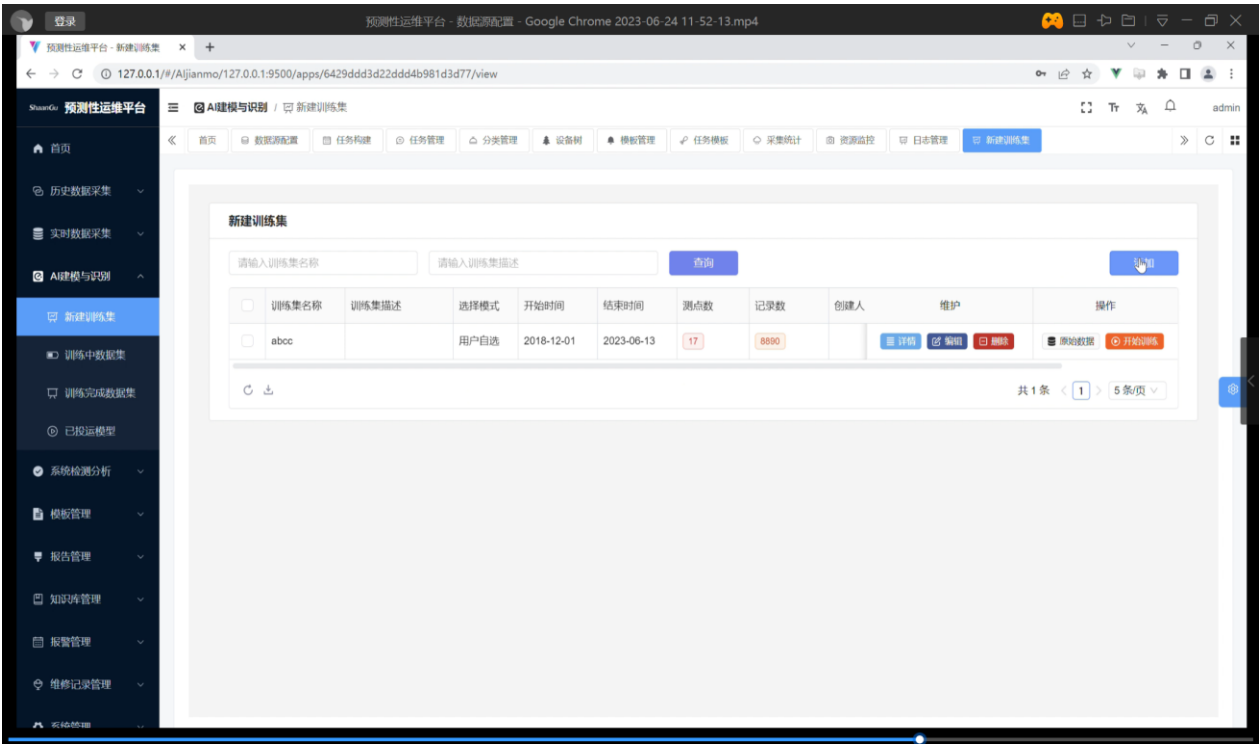 登录 预测性运维平台 - 数据源配置 - Google Chrome 2023-06-24 11-52-13.mp4
预测性运维平台 - 新建训练集
127.0.0.1/#/AIjianmo/127.0.0.1:9500/apps/6429ddd3d22ddd4b981d3d77/view
预测性运维平台 AI建模与识别 / 新建训练集 admin
首页 数据源配置 任务构建 任务管理 分类管理 设备树 模板管理 任务模板 采集统计 资源监控 日志管理 新建训练集
首页
历史数据采集
实时数据采集
AI建模与识别
新建训练集
训练中数据集
训练完成数据集
已投运模型
系统检测分析
模板管理
报告管理
知识库管理
报警管理
维修记录管理
系统管理
新建训练集
请输入训练集名称 请输入训练集描述 查询
训练集名称 训练集描述 选择模式 开始时间 结束时间 测点数 记录数 创建人 维护 操作
abcc 用户自选 2018-12-01 2023-06-13 17 8890 详情 编辑 删除 原始数据 开始训练
共 1 条 1 5 条/页